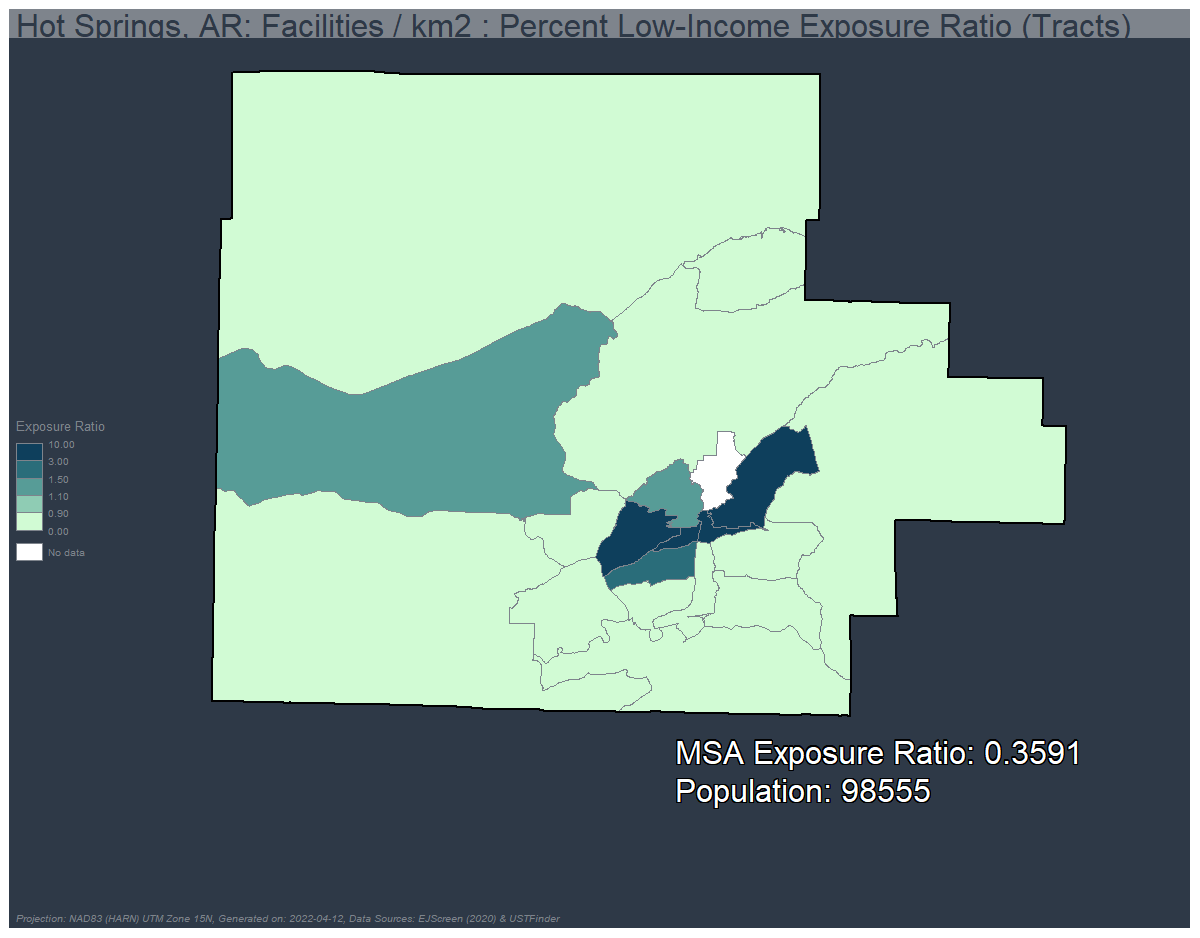 Hot Springs, AR: Facilities / km2 : Percent Low-Income Exposure Ratio (Tracts)
Exposure Ratio
10.00
3.00
1.50
1.10
0.90
0.00
No data
MSA Exposure Ratio: 0.3591
Population: 98555
Projection: NAD83 (HARN) UTM Zone 15N, Generated on: 2022-04-12, Data Sources: EJScreen (2020) & USTFinder